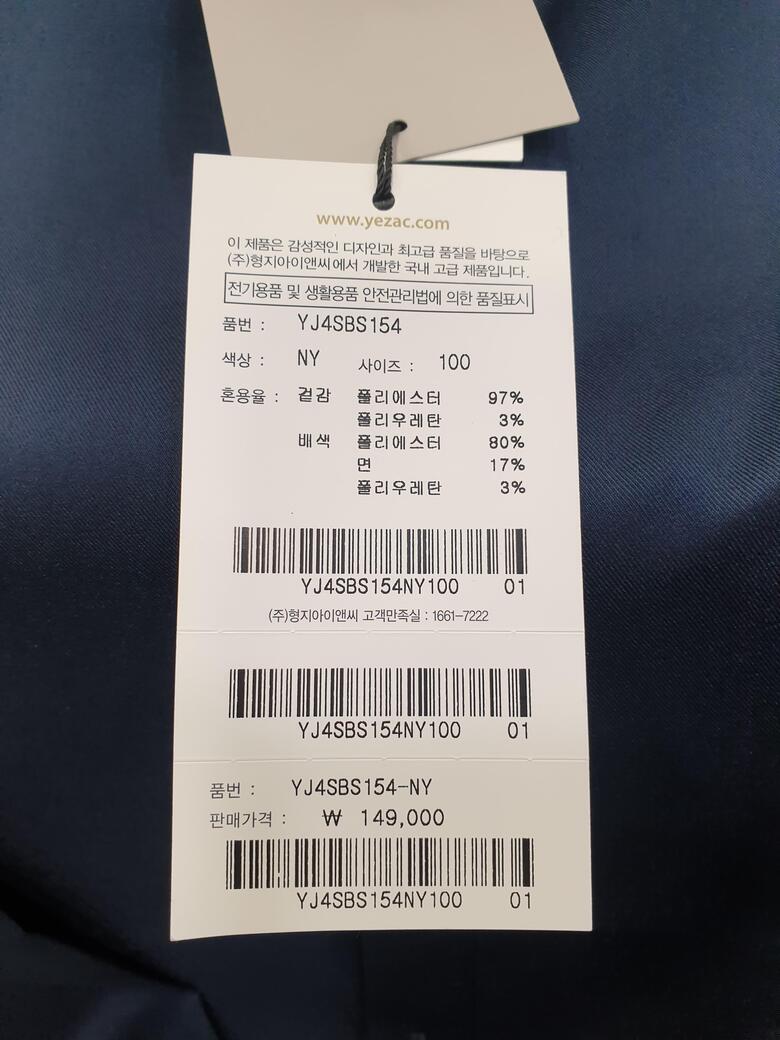 www.yezac.com
이 제품은 감성적인 디자인과 최고급 품질을 바탕으로
(주)형지아이앤씨에서 개발한 국내 고급 제품입니다.
전기용품 및 생활용품 안전관리법에 의한 품질표시
품번 : YJ4SBS154
색상 : NY 사이즈 : 100
혼용율 : 겉감 폴리에스터 97%
폴리우레탄 3%
배색 폴리에스터 80%
면 17%
폴리우레탄 3%
YJ4SBS154NY100 01
(주)형지아이앤씨 고객만족실 : 1661-7222
YJ4SBS154NY100 01
품번 : YJ4SBS154-NY
판매가격 : ₩ 149,000
YJ4SBS154NY100 01